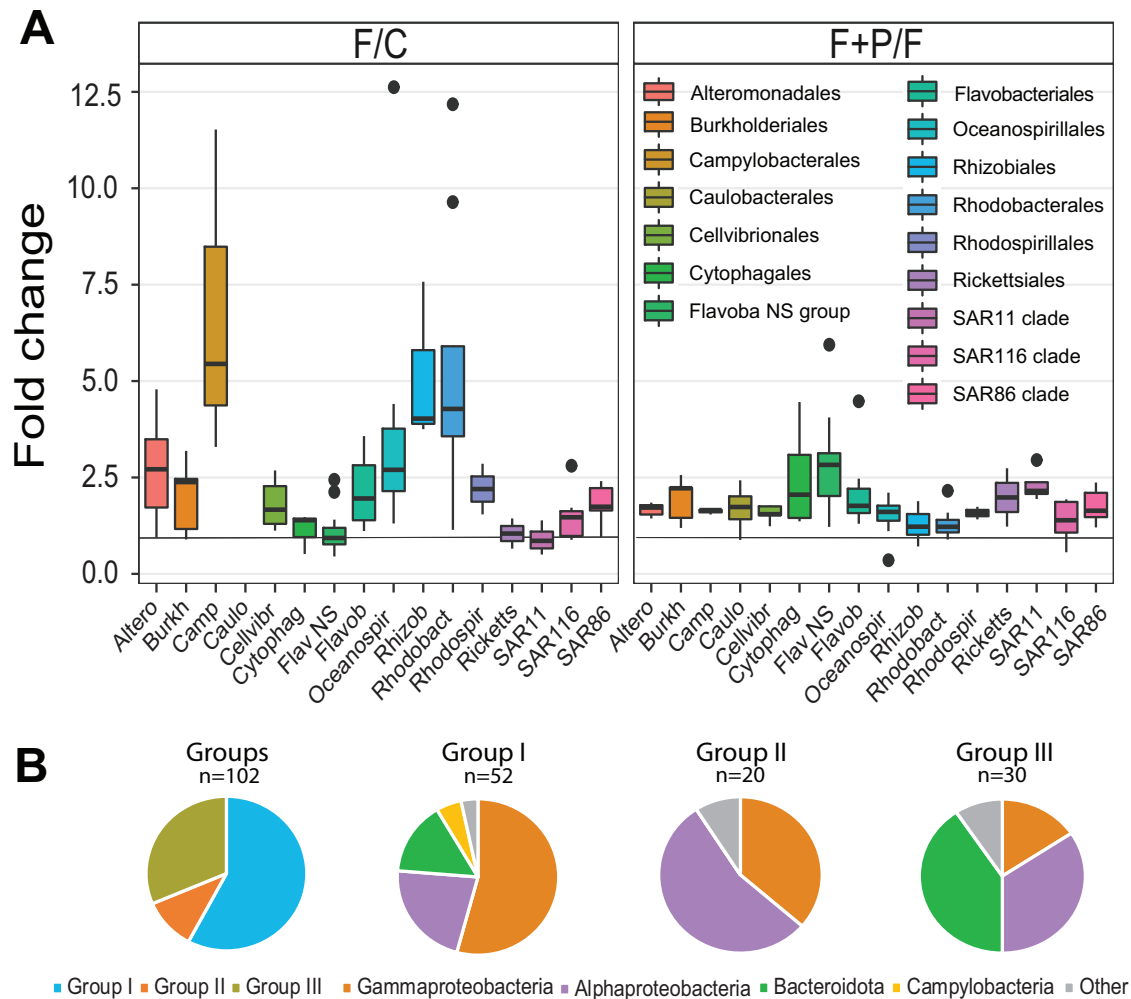 A
F/C
F+P/F
Fold change
12.5
10.0
7.5
5.0
2.5
0.0
Alteromonadales
Burkholderiales
Campylobacterales
Caulobacterales
Cellvibrionales
Cytophagales
Flavoba NS group
Flavobacteriales
Oceanospirillales
Rhizobiales
Rhodobacterales
Rhodospirillales
Rickettsiales
SAR11 clade
SAR116 clade
SAR86 clade
Altero
Burkh
Camp
Caulo
Cellvibr
Cytophag
Flav NS
Flavob
Oceanospir
Rhizob
Rhodobact
Rhodospir
Ricketts
SAR11
SAR116
SAR86
Altero
Burkh
Camp
Caulo
Cellvibr
Cytophag
Flav NS
Flavob
Oceanospir
Rhizob
Rhodobact
Rhodospir
Ricketts
SAR11
SAR116
SAR86
B
Groups
n=102
Group I
n=52
Group II
n=20
Group III
n=30
Group I Group II Group III Gammaproteobacteria Alphaproteobacteria Bacteroidota Campylobacteria Other